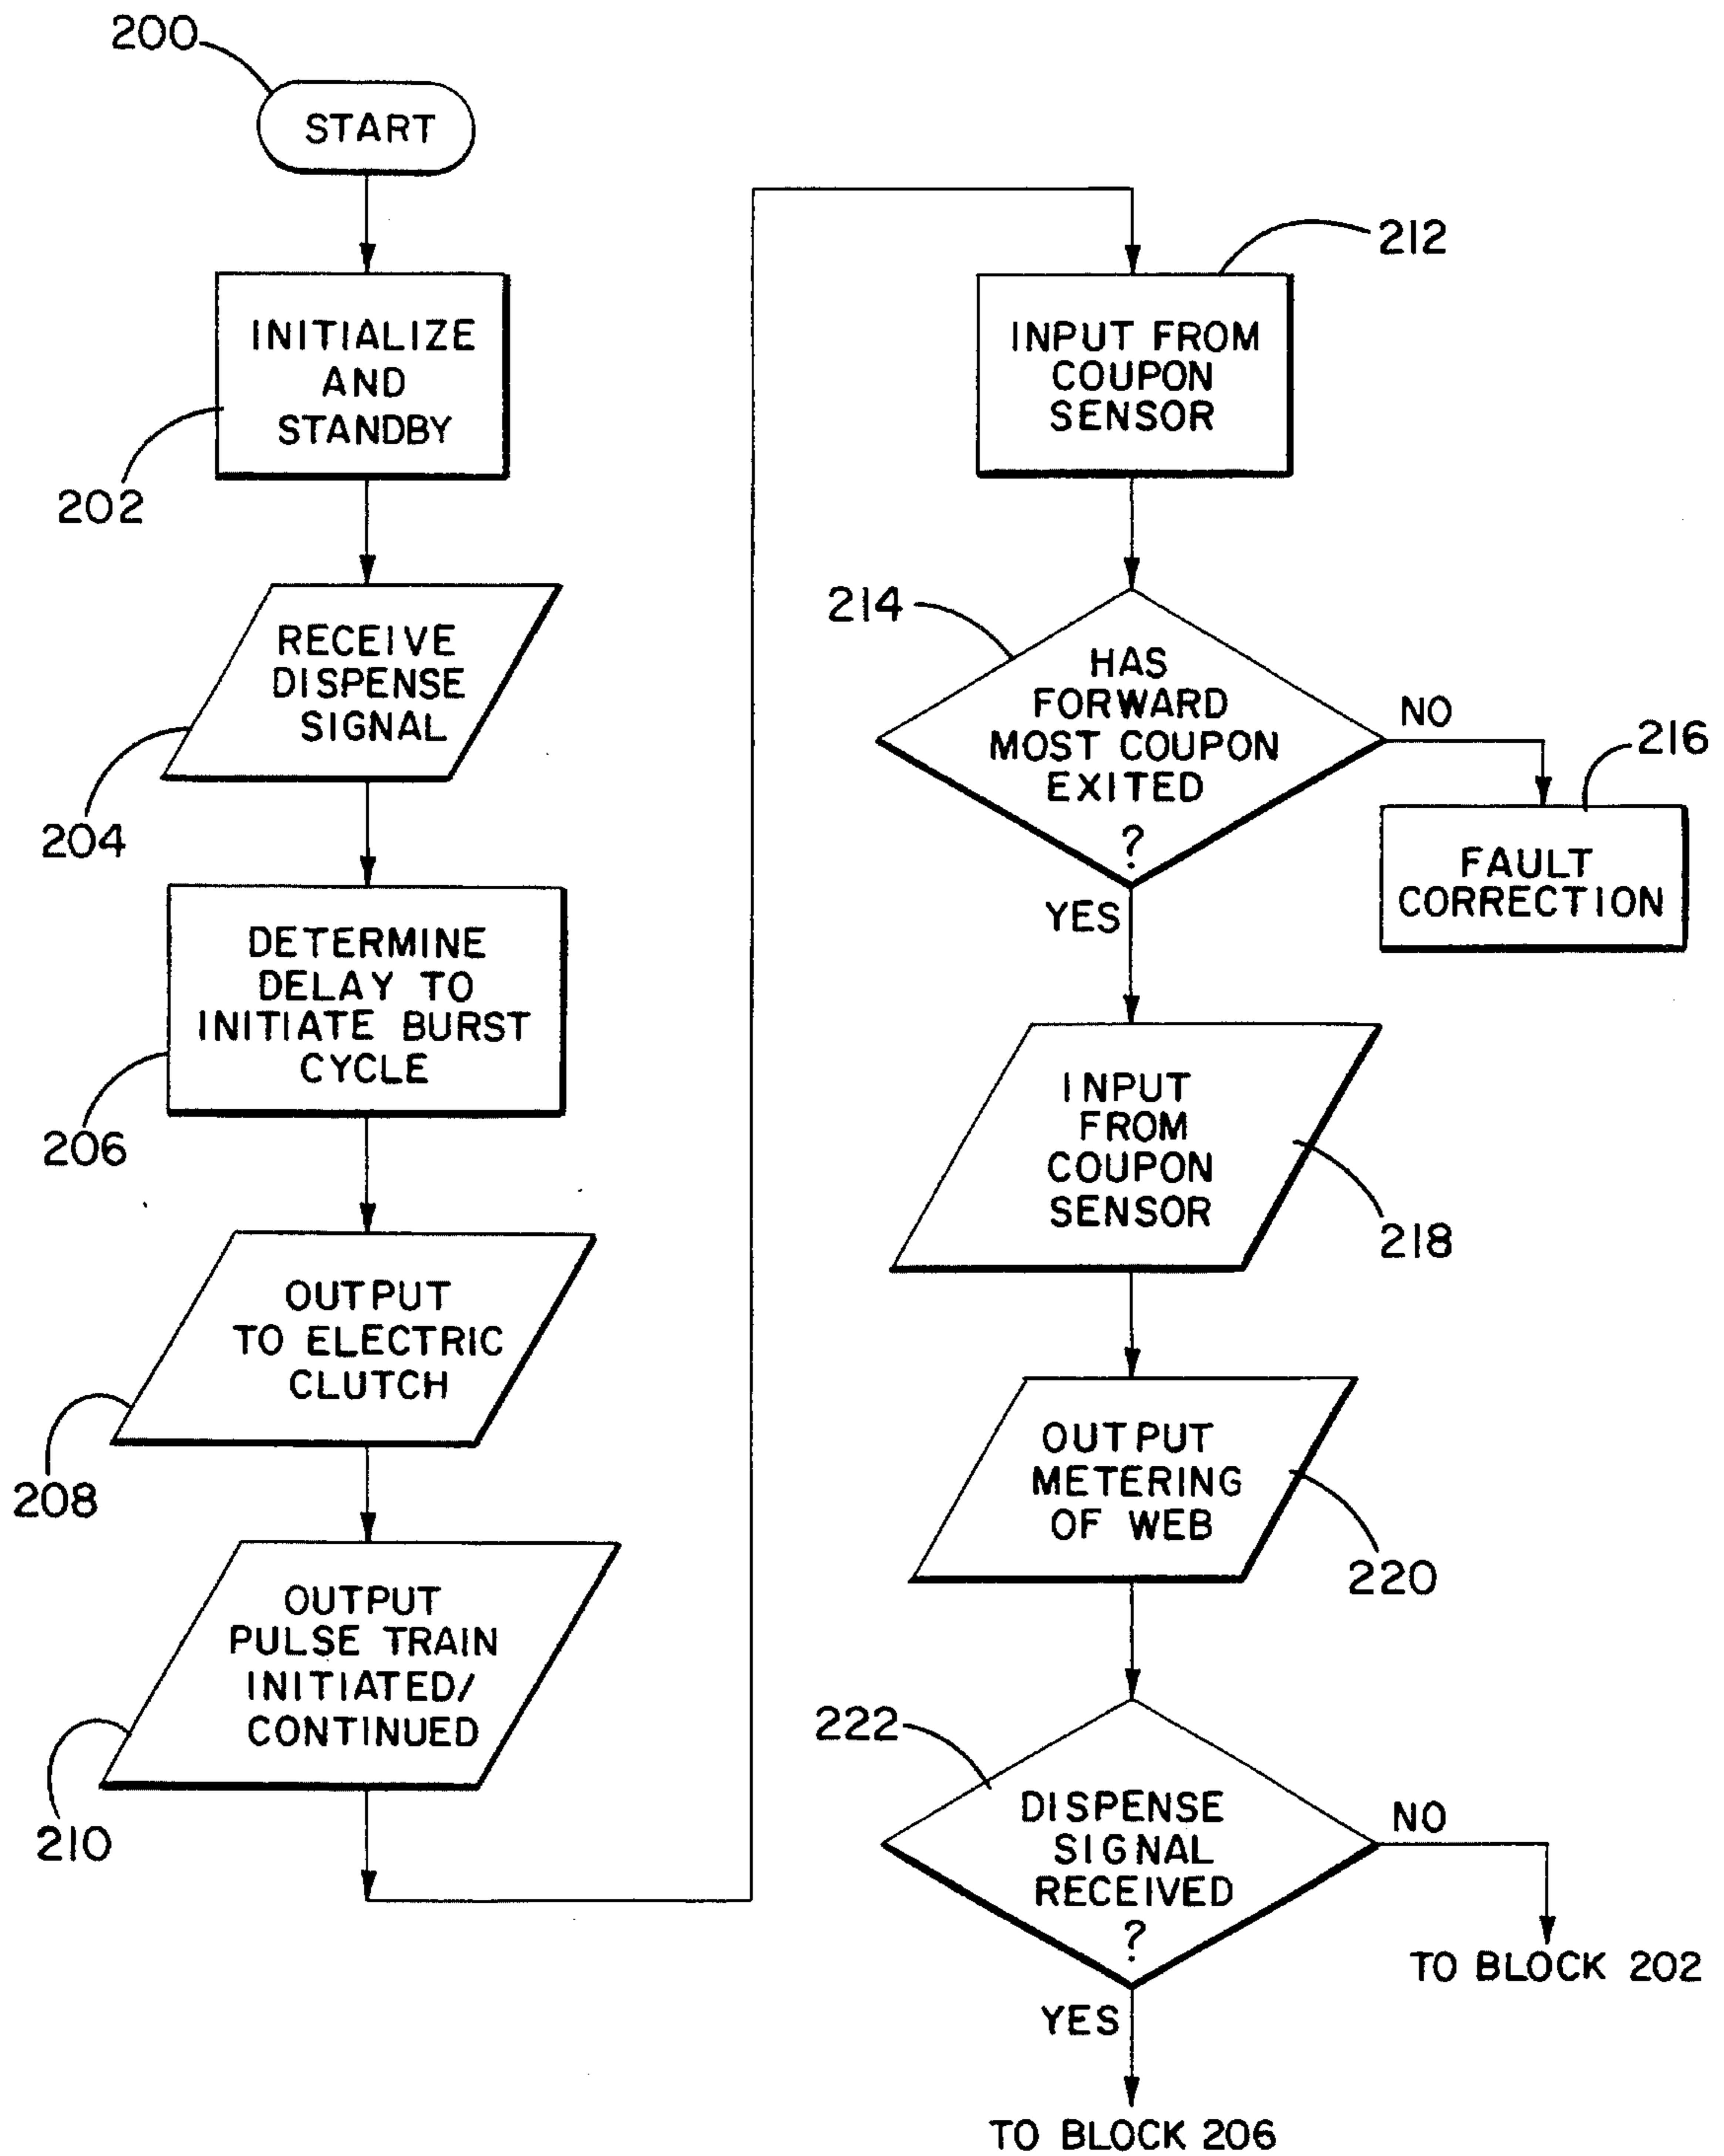 200
START
INITIALIZE
AND
STANDBY
202
RECEIVE
DISPENSE
SIGNAL
204
DETERMINE
DELAY TO
INITIATE BURST
CYCLE
206
OUTPUT
TO ELECTRIC
CLUTCH
208
OUTPUT
PULSE TRAIN
INITIATED/
CONTINUED
210
212
INPUT FROM
COUPON
SENSOR
214
HAS
FORWARD
MOST COUPON
EXITED
?
NO
216
FAULT
CORRECTION
YES
INPUT
FROM
COUPON
SENSOR
218
OUTPUT
METERING
OF WEB
220
222
DISPENSE
SIGNAL
RECEIVED
?
NO
TO BLOCK 202
YES
TO BLOCK 206